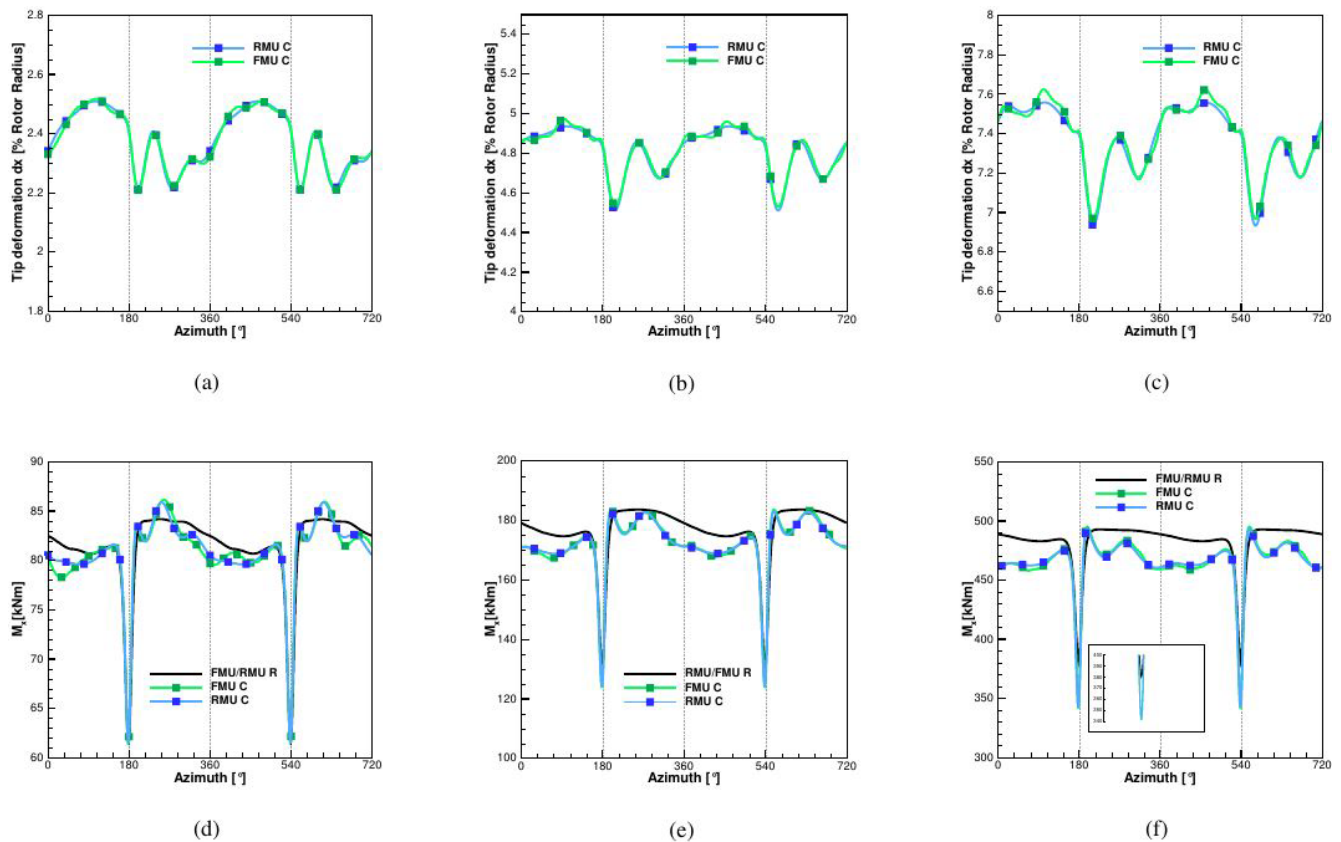 2.8
2.6
2.4
2.2
2
1.8
Tip deformation dx [% Rotor Radius]
RMU C
FMU C
0 180 360 540 720
Azimuth [°]
(a)
5.4
5.2
5
4.8
4.6
4.4
4.2
4
Tip deformation dx [% Rotor Radius]
RMU C
FMU C
0 180 360 540 720
Azimuth [°]
(b)
8
7.8
7.6
7.4
7.2
7
6.8
6.6
Tip deformation dx [% Rotor Radius]
RMU C
FMU C
0 180 360 540 720
Azimuth [°]
(c)
90
85
80
75
70
65
60
Mx[kNm]
FMU/RMU R
FMU C
RMU C
0 180 360 540 720
Azimuth [°]
(d)
200
180
160
140
120
100
Mx[kNm]
RMU/FMU R
FMU C
RMU C
0 180 360 540 720
Azimuth [°]
(e)
550
500
450
400
350
300
Mx[kNm]
FMU/RMU R
FMU C
RMU C
0 180 360 540 720
Azimuth [°]
(f)